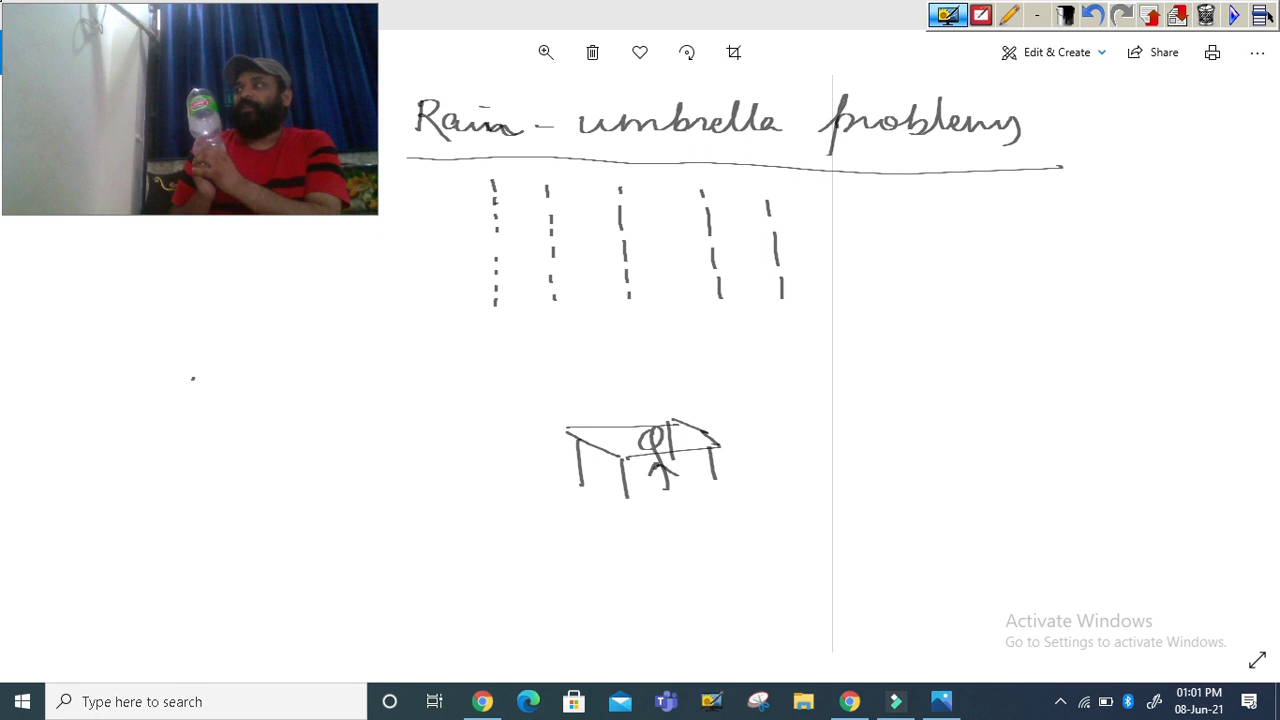 Edit & Create
Share
Rain - umbrella problems
Activate Windows
Go to Settings to activate Windows.
Type here to search
01:01 PM
08-Jun-21